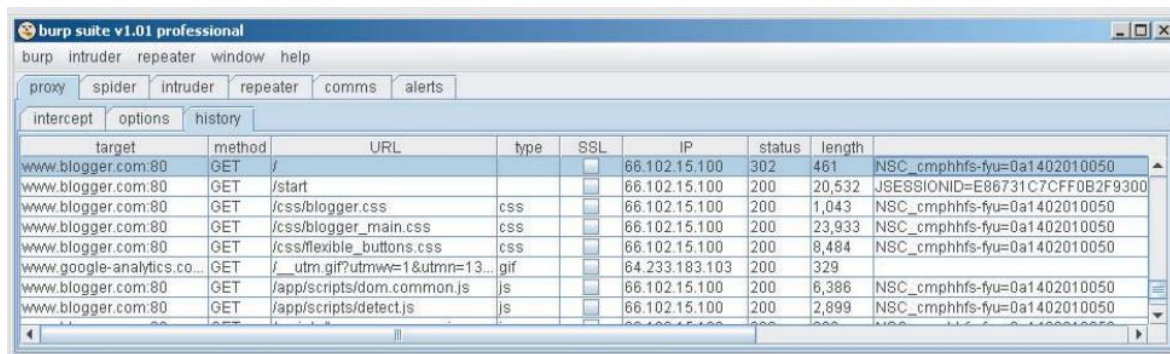 burp suite v1.01 professional
burp intruder repeater window help
proxy spider intruder repeater comms alerts
intercept options history
target method URL type SSL IP status length
www.blogger.com:80 GET / 66.102.15.100 302 461 NSC_cmphhfs-fyu=0a1402010050
www.blogger.com:80 GET /start 66.102.15.100 200 20,532 JSESSIONID=E86731C7CFF0B2F9300
www.blogger.com:80 GET /css/blogger.css css 66.102.15.100 200 1,043 NSC_cmphhfs-fyu=0a1402010050
www.blogger.com:80 GET /css/blogger_main.css css 66.102.15.100 200 23,933 NSC_cmphhfs-fyu=0a1402010050
www.blogger.com:80 GET /css/flexible_buttons.css css 66.102.15.100 200 8,484 NSC_cmphhfs-fyu=0a1402010050
www.google-analytics.co... GET /__utm.gif?utmwv=1&utmn=13... gif 64.233.183.103 200 329
www.blogger.com:80 GET /app/scripts/dom.common.js js 66.102.15.100 200 6,386 NSC_cmphhfs-fyu=0a1402010050
www.blogger.com:80 GET /app/scripts/detect.js js 66.102.15.100 200 2,899 NSC_cmphhfs-fyu=0a1402010050